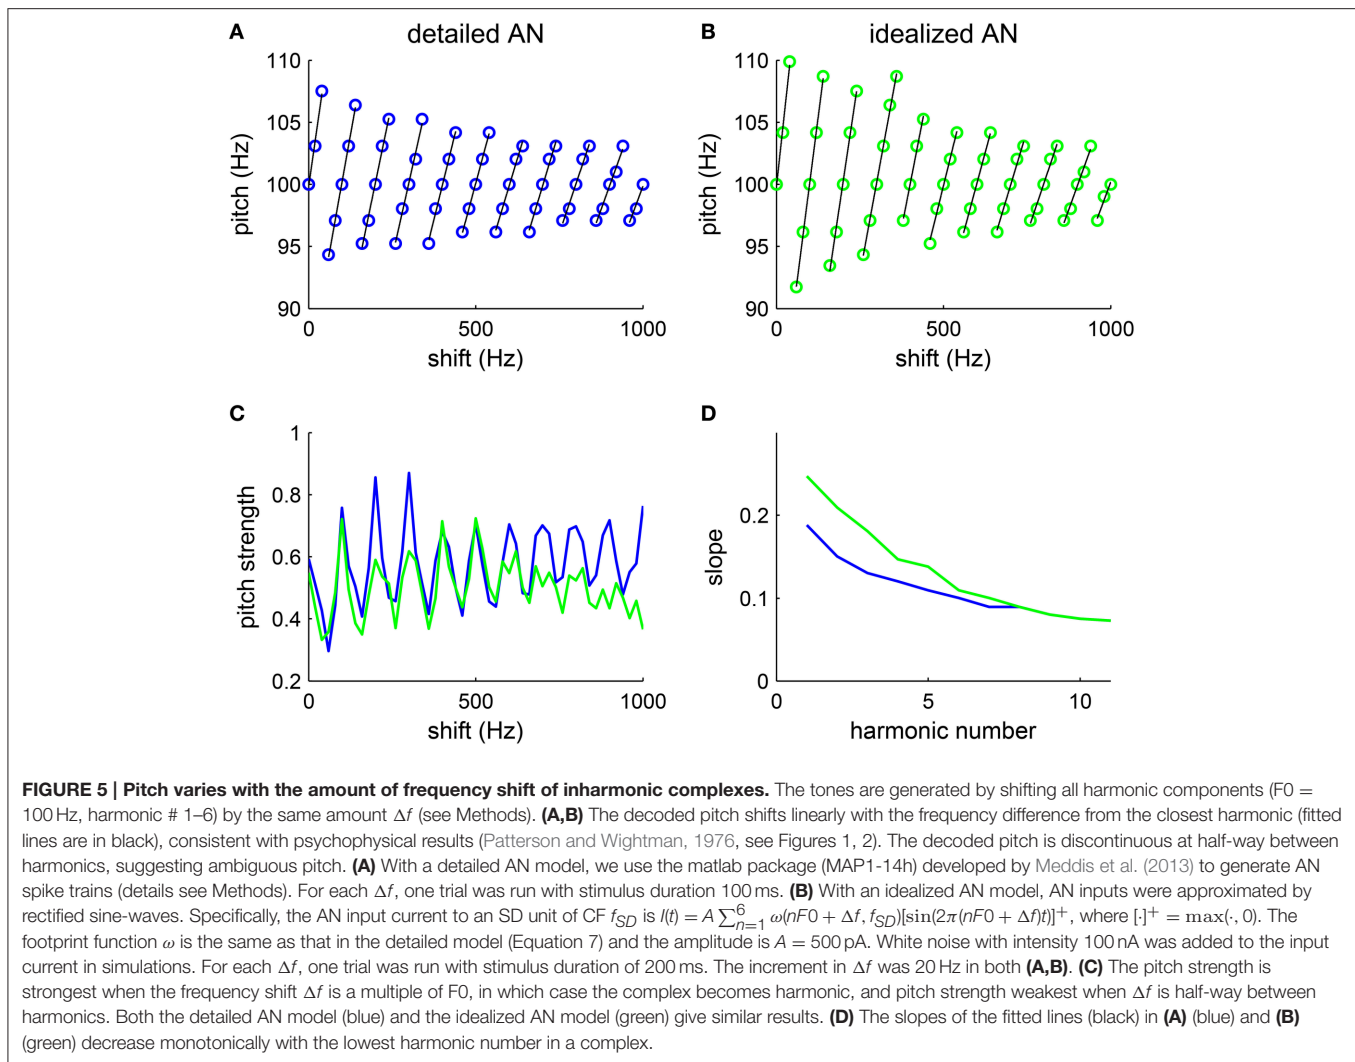 A detailed AN
B idealized AN
110
105
100
95
90
pitch (Hz)
0 500 1000
shift (Hz)
110
105
100
95
90
pitch (Hz)
0 500 1000
shift (Hz)
C
1
0.8
0.6
0.4
0.2
pitch strength
0 500 1000
shift (Hz)
D
0.2
0.1
0
slope
0 5 10
harmonic number
FIGURE 5 | Pitch varies with the amount of frequency shift of inharmonic complexes. The tones are generated by shifting all harmonic components (F0 =
100 Hz, harmonic # 1–6) by the same amount Δf (see Methods). (A,B) The decoded pitch shifts linearly with the frequency difference from the closest harmonic (fitted
lines are in black), consistent with psychophysical results (Patterson and Wightman, 1976, see Figures 1, 2). The decoded pitch is discontinuous at half-way between
harmonics, suggesting ambiguous pitch. (A) With a detailed AN model, we use the matlab package (MAP1-14h) developed by Meddis et al. (2013) to generate AN
spike trains (details see Methods). For each Δf, one trial was run with stimulus duration 100 ms. (B) With an idealized AN model, AN inputs were approximated by
rectified sine-waves. Specifically, the AN input current to an SD unit of CF f_SD is I(t) = A ∑_{n=1}^{6} ω(nF0 + Δf, f_SD)[sin(2π(nF0 + Δf)t)]⁺, where [·]⁺ = max(·, 0). The
footprint function ω is the same as that in the detailed model (Equation 7) and the amplitude is A = 500 pA. White noise with intensity 100 nA was added to the input
current in simulations. For each Δf, one trial was run with stimulus duration of 200 ms. The increment in Δf was 20 Hz in both (A,B). (C) The pitch strength is
strongest when the frequency shift Δf is a multiple of F0, in which case the complex becomes harmonic, and pitch strength weakest when Δf is half-way between
harmonics. Both the detailed AN model (blue) and the idealized AN model (green) give similar results. (D) The slopes of the fitted lines (black) in (A) (blue) and (B)
(green) decrease monotonically with the lowest harmonic number in a complex.